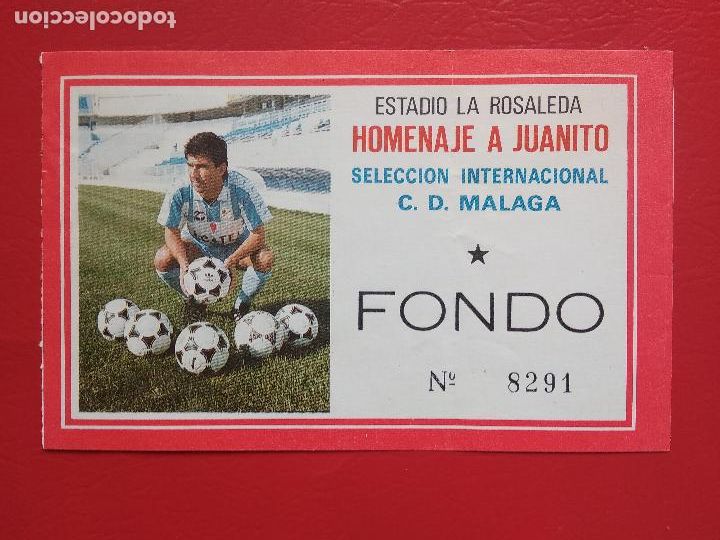 todocoleccion
ESTADIO LA ROSALEDA
HOMENAJE A JUANITO
SELECCION INTERNACIONAL
C. D. MALAGA
FONDO
Nº 8291